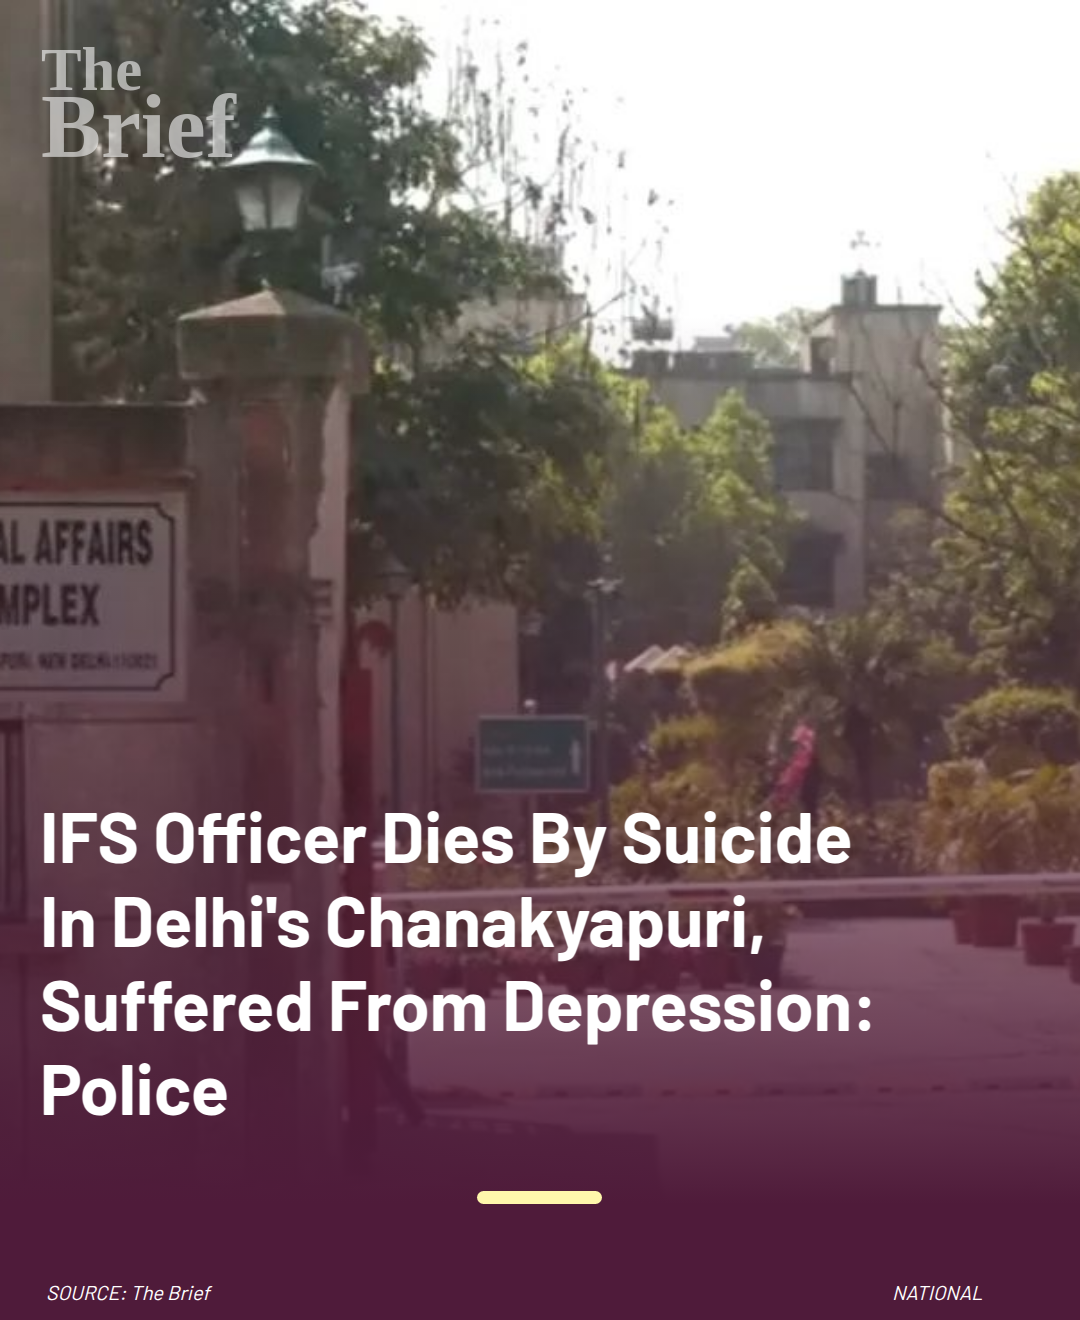 The
Brief
AL AFFAIRS
MPLEX
IFS Officer Dies By Suicide
In Delhi's Chanakyapuri,
Suffered From Depression:
Police
SOURCE: The Brief
NATIONAL